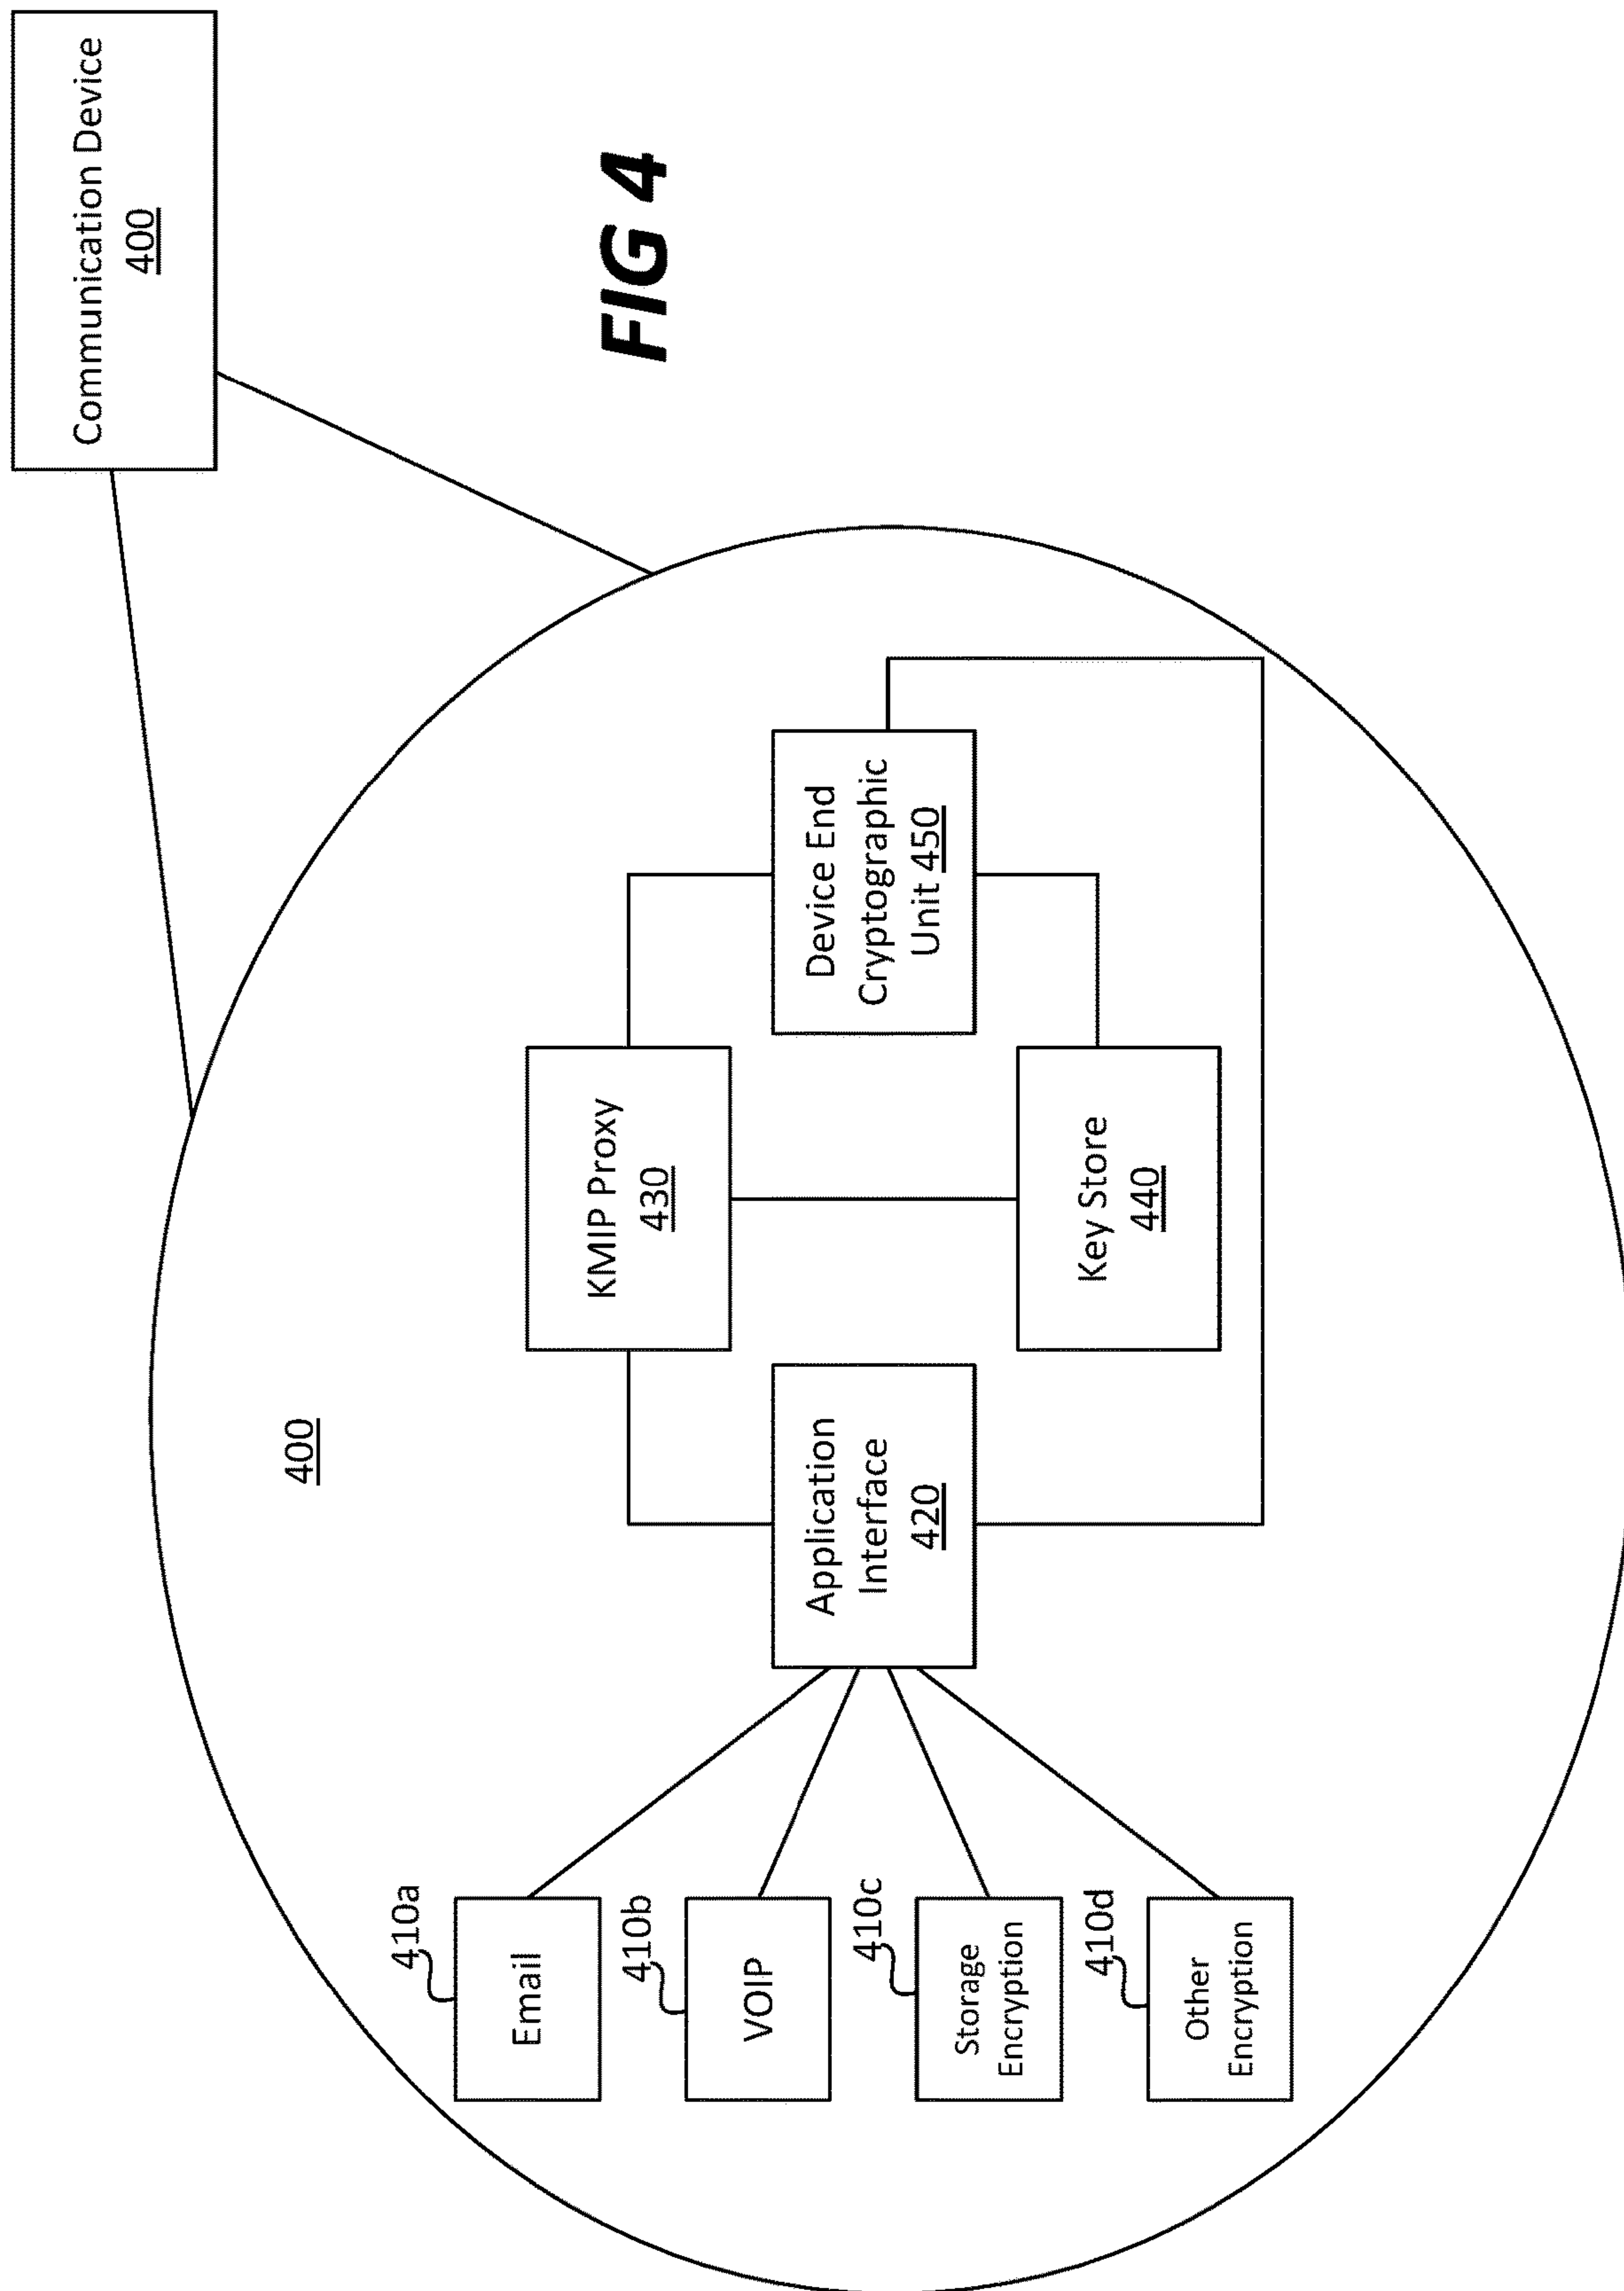 Communication Device
400
400
410a
Email
410b
VOIP
410c
Storage
Encryption
410d
Other
Encryption
Application
Interface
420
KMIP Proxy
430
Key Store
440
Device End
Cryptographic
Unit 450
FIG 4